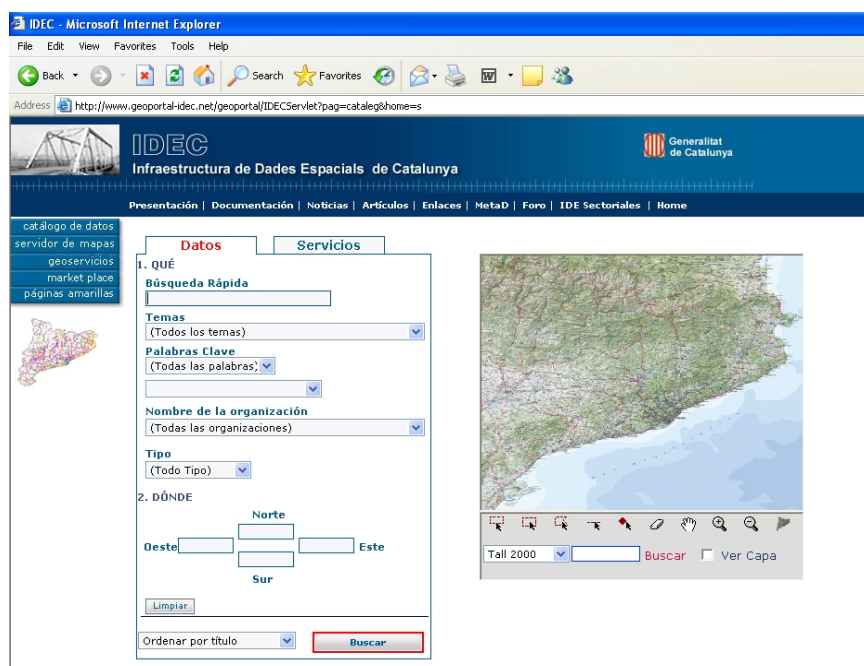 IDEC - Microsoft Internet Explorer
File Edit View Favorites Tools Help
Back Search Favorites
Address http://www.geoportal-idec.net/geoportal/IDECServlet?pag=cataleg&home=s
IDEC
Infraestructura de Dades Espacials de Catalunya
Generalitat
de Catalunya
Presentación | Documentación | Noticias | Artículos | Enlaces | MetaD | Foro | IDE Sectoriales | Home
catálogo de datos
servidor de mapas
geoservicios
market place
páginas amarillas
Datos Servicios
1. QUÉ
Búsqueda Rápida
Temas
(Todos los temas)
Palabras Clave
(Todas las palabras)
Nombre de la organización
(Todas las organizaciones)
Tipo
(Todo Tipo)
2. DÓNDE
Norte
Oeste Este
Sur
Limpiar
Ordenar por título Buscar
Tall 2000 Buscar Ver Capa